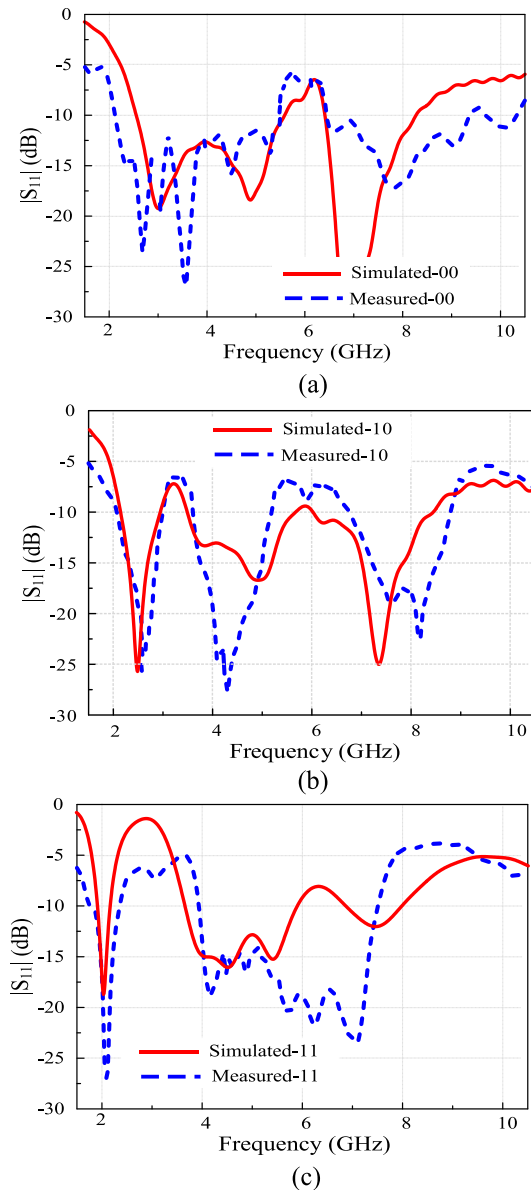 0
-5
-10
-15
-20
-25
-30
|S11| (dB)
Simulated-00
Measured-00
2 4 6 8 10
Frequency (GHz)
(a)
0
-5
-10
-15
-20
-25
-30
|S11| (dB)
Simulated-10
Measured-10
2 4 6 8 10
Frequency (GHz)
(b)
0
-5
-10
-15
-20
-25
-30
|S11| (dB)
Simulated-11
Measured-11
2 4 6 8 10
Frequency (GHz)
(c)